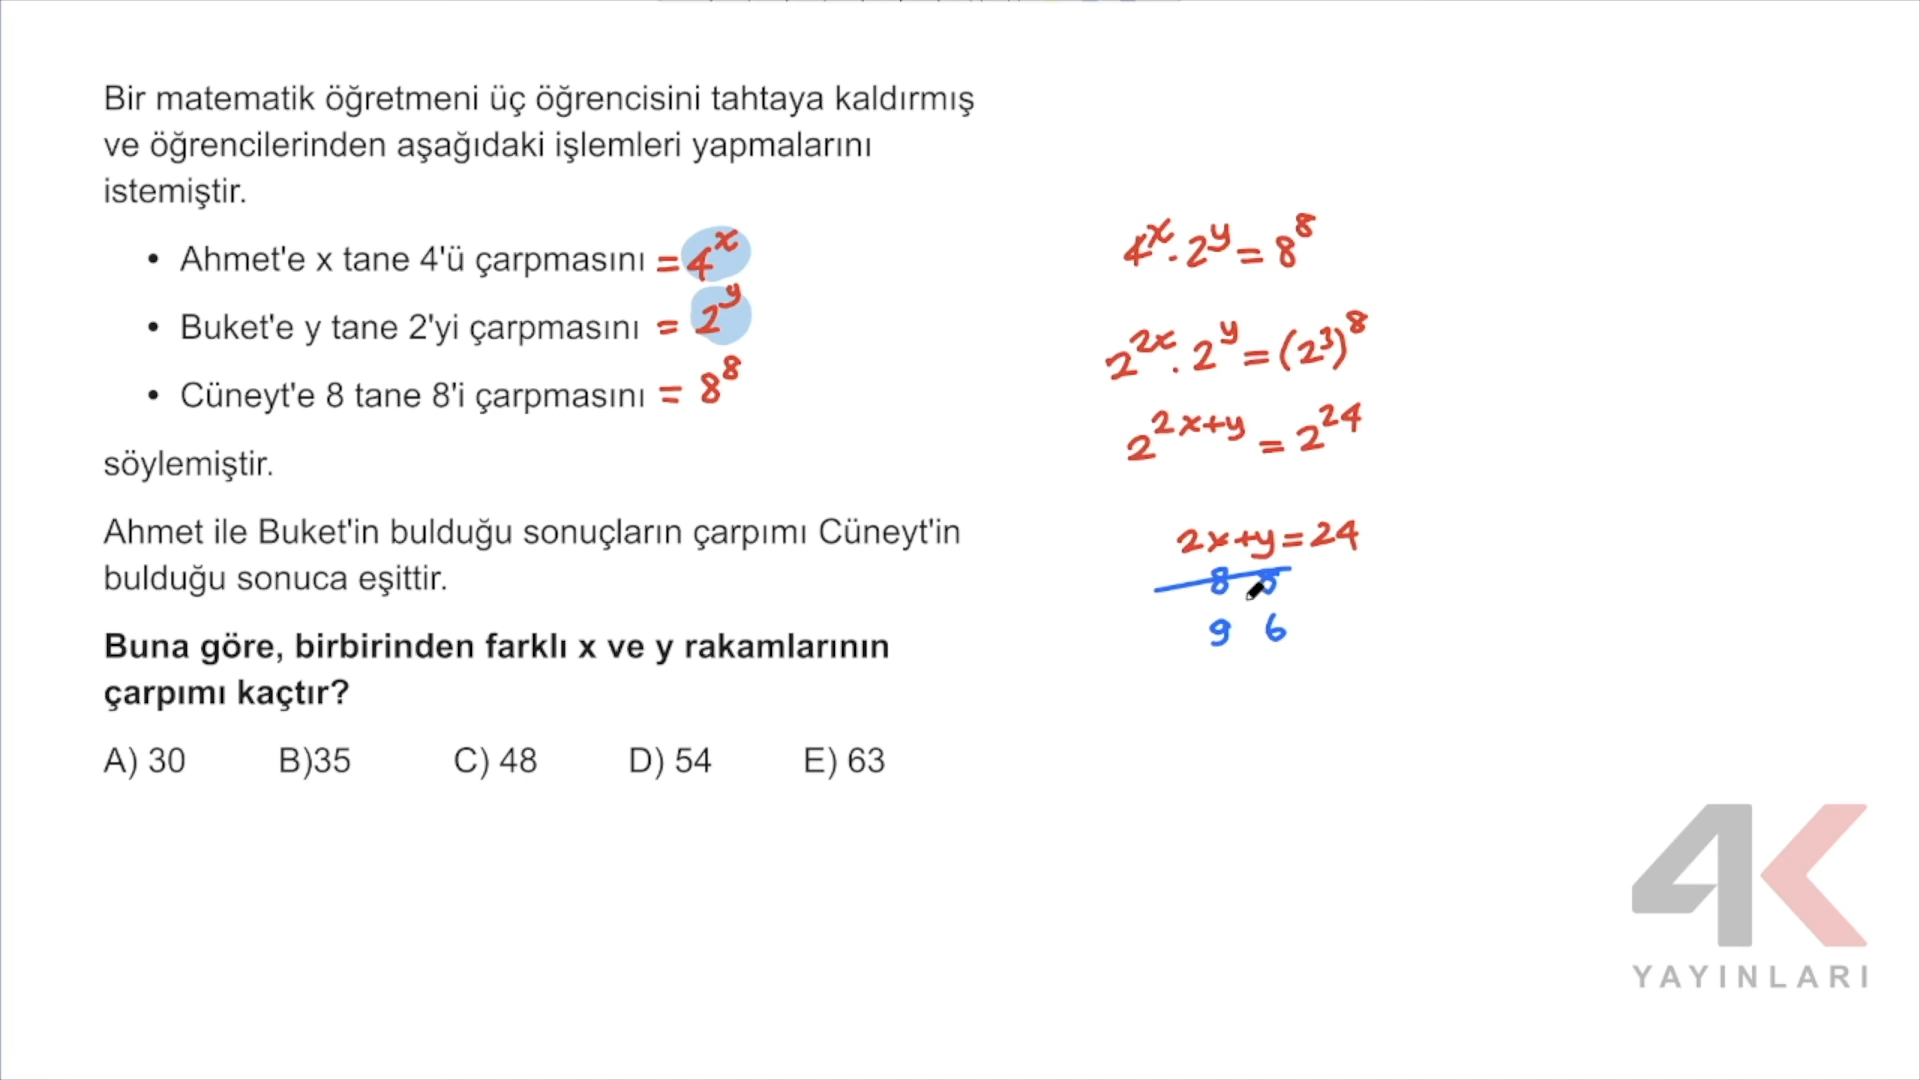 Bir matematik öğretmeni üç öğrencisini tahtaya kaldırmış
ve öğrencilerinden aşağıdaki işlemleri yapmalarını
istemiştir.
• Ahmet'e x tane 4'ü çarpmasını = 4^x
• Buket'e y tane 2'yi çarpmasını = 2^y
• Cüneyt'e 8 tane 8'i çarpmasını = 8^8
söylemiştir.
Ahmet ile Buket'in bulduğu sonuçların çarpımı Cüneyt'in
bulduğu sonuca eşittir.
Buna göre, birbirinden farklı x ve y rakamlarının
çarpımı kaçtır?
A) 30 B)35 C) 48 D) 54 E) 63
4^x . 2^y = 8^8
2^2x . 2^y = (2^3)^8
2^2x+y = 2^24
2x+y=24
8 8
9 6
4K
YAYINLARI